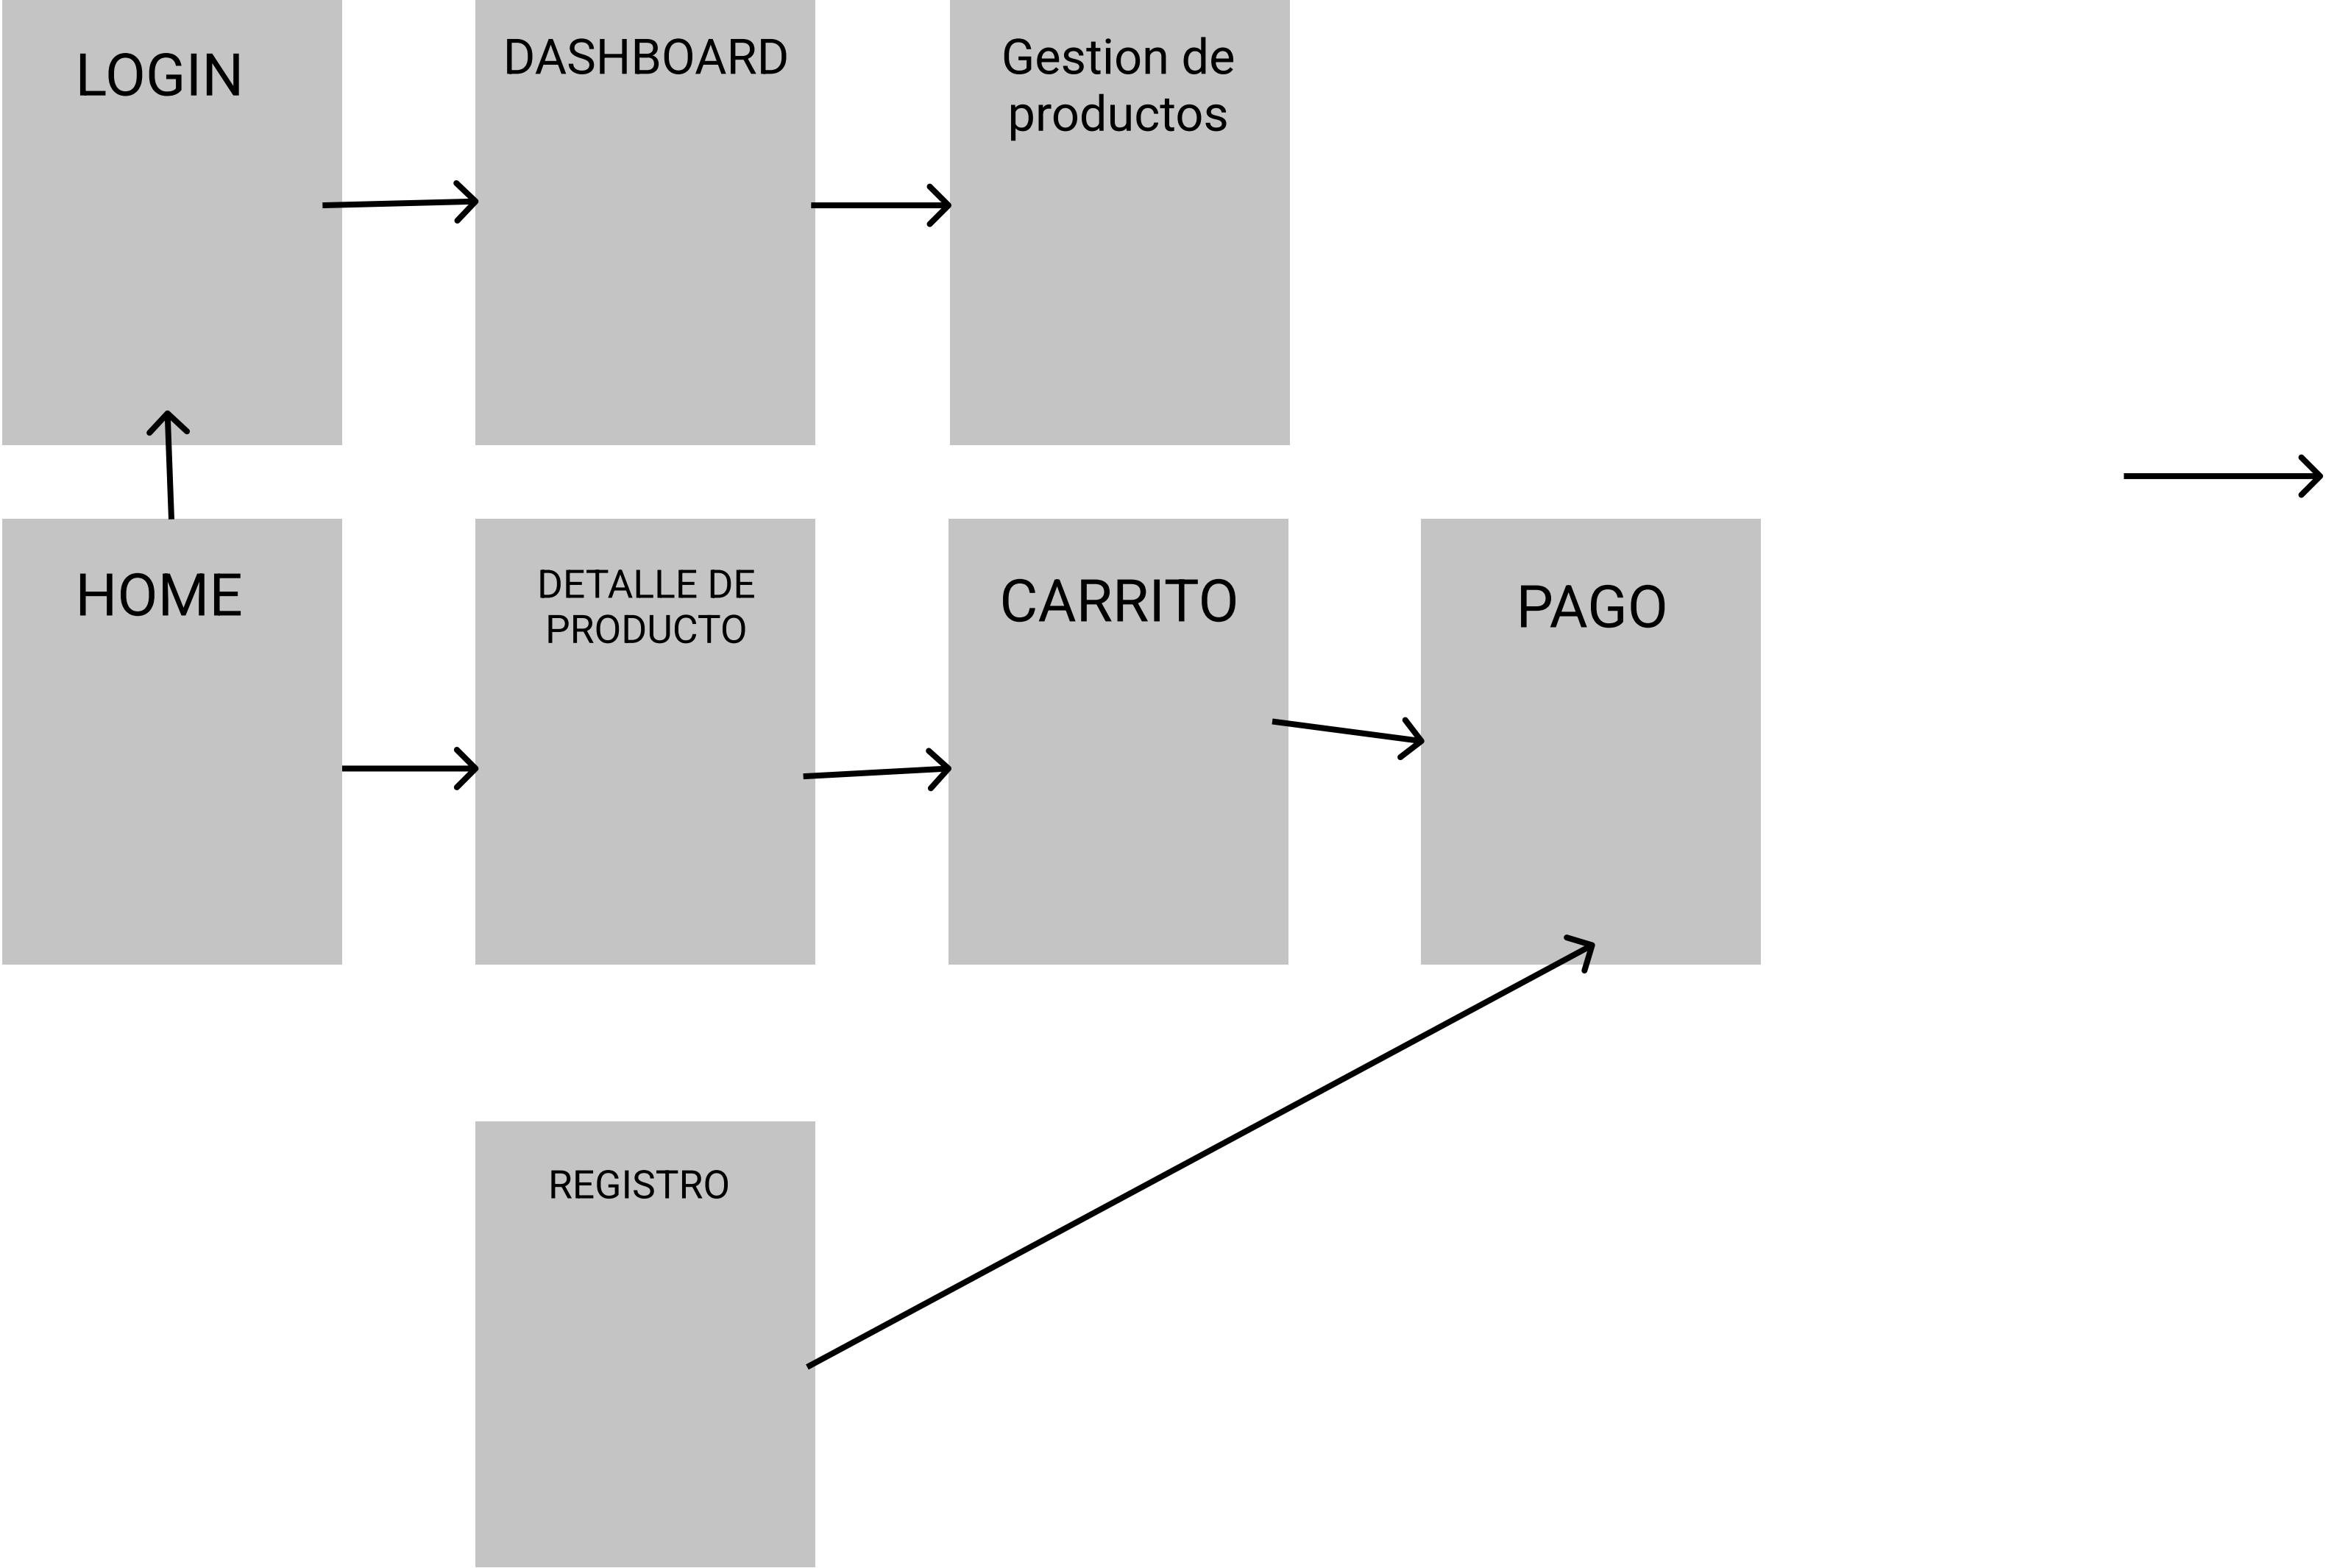 LOGIN
DASHBOARD
Gestion de
productos
HOME
DETALLE DE
PRODUCTO
CARRITO
PAGO
REGISTRO